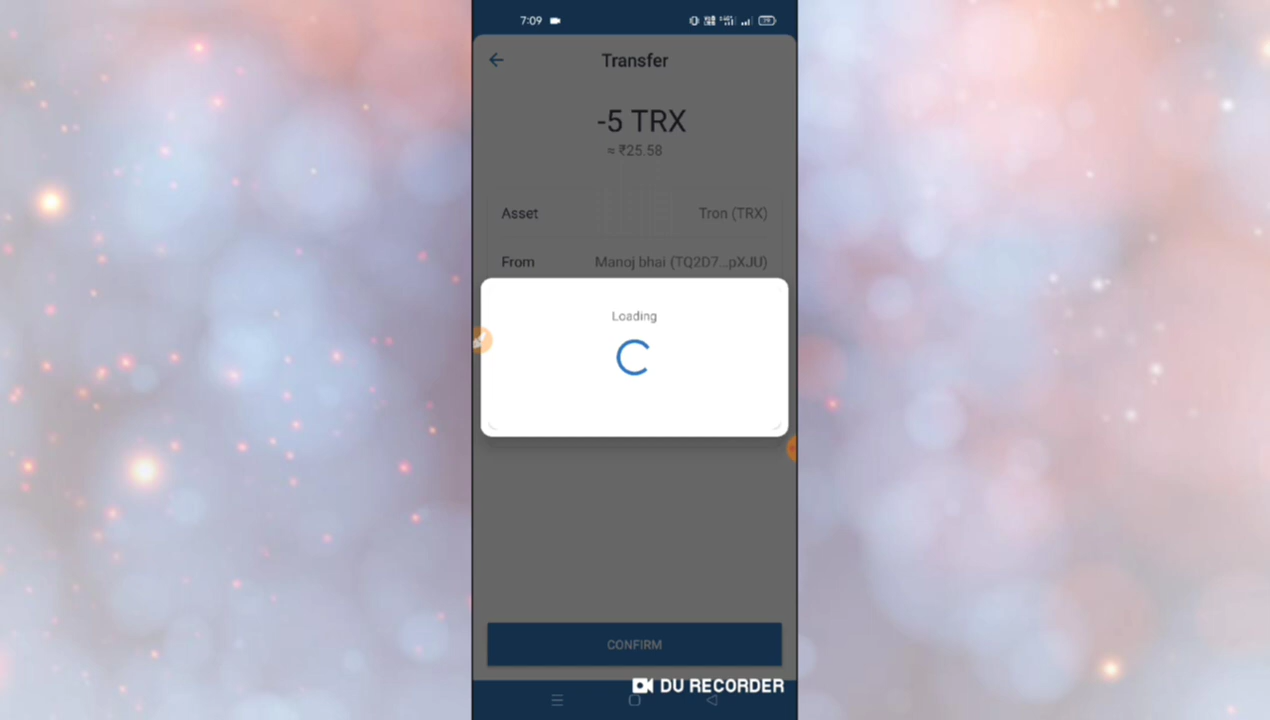 7:09
Transfer
-5 TRX
≈ ₹25.58
Asset Tron (TRX)
From Manoj bhai (TQ2D7...pXJU)
Loading
CONFIRM
DU RECORDER